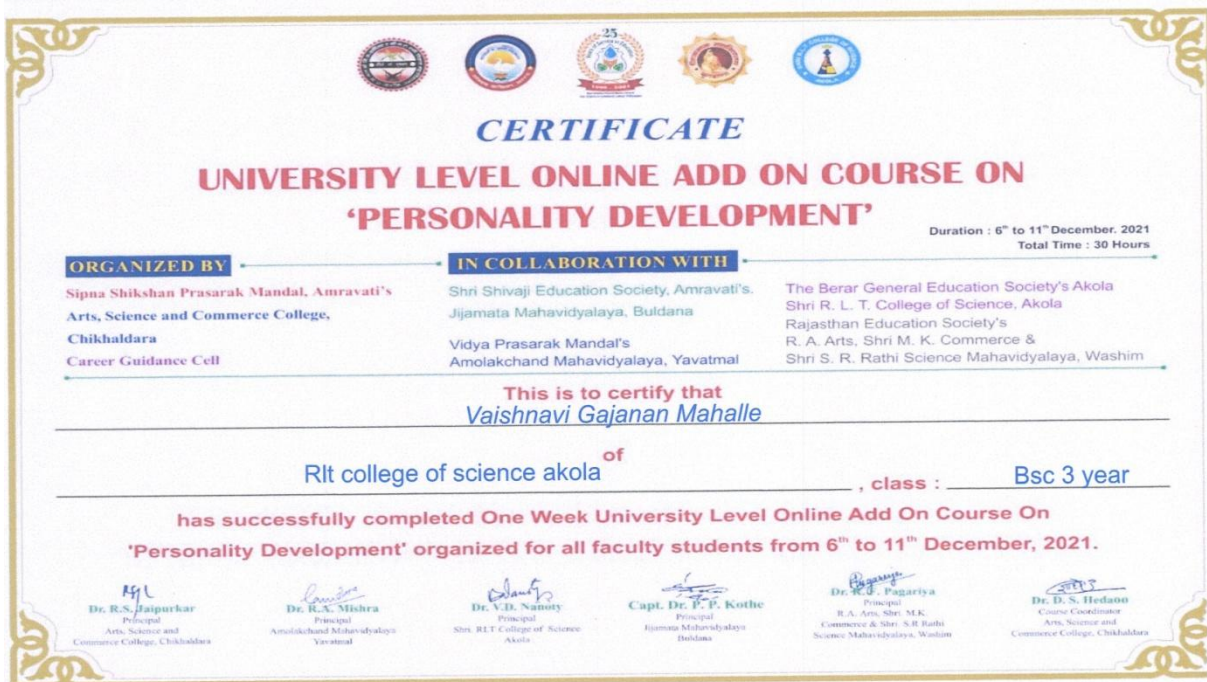 25
CERTIFICATE
UNIVERSITY LEVEL ONLINE ADD ON COURSE ON
‘PERSONALITY DEVELOPMENT’
Duration : 6th to 11th December. 2021
Total Time : 30 Hours
ORGANIZED BY
Sipna Shikshan Prasarak Mandal, Amravati's
Arts, Science and Commerce College,
Chikhaldara
Career Guidance Cell
IN COLLABORATION WITH
Shri Shivaji Education Society, Amravati's.
Jijamata Mahavidyalaya, Buldana
Vidya Prasarak Mandal's
Amolakchand Mahavidyalaya, Yavatmal
The Berar General Education Society's Akola
Shri R. L. T. College of Science, Akola
Rajasthan Education Society's
R. A. Arts, Shri M. K. Commerce &
Shri S. R. Rathi Science Mahavidyalaya, Washim
This is to certify that
Vaishnavi Gajanan Mahalle
of
Rlt college of science akola , class : Bsc 3 year
has successfully completed One Week University Level Online Add On Course On
'Personality Development' organized for all faculty students from 6th to 11th December, 2021.
Dr. R.S. Jaipurkar
Principal
Arts, Science and
Commerce College, Chikhaldara
Dr. R.A. Mishra
Principal
Amolakchand Mahavidyalaya
Yavatmal
Dr. V.D. Nanoty
Principal
Shri. RLT College of Science
Akola
Capt. Dr. P. P. Kothe
Principal
Jijamata Mahavidyalaya
Buldana
Dr. Pagariya
Principal
R.A. Arts, Shri. M.K.
Commerce & Shri. S.R Rathi
Science Mahavidyalaya, Washim
Dr. D. S. Hedaoo
Course Coordinator
Arts, Science and
Commerce College, Chikhaldara